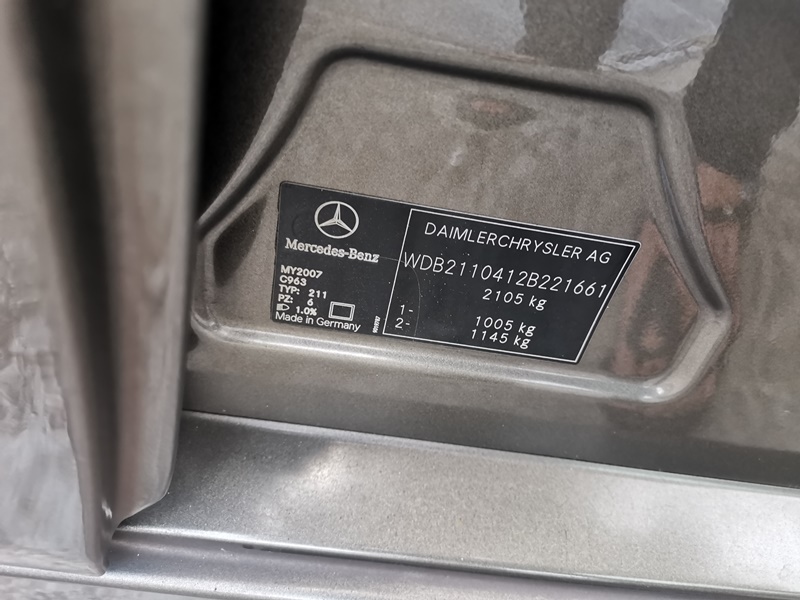 Mercedes-Benz
MY2007
C963
TYP: 211
PZ: 6
1.0%
Made in Germany
DAIMLERCHRYSLER AG
WDB2110412B221661
2105 kg
1- 1005 kg
2- 1145 kg